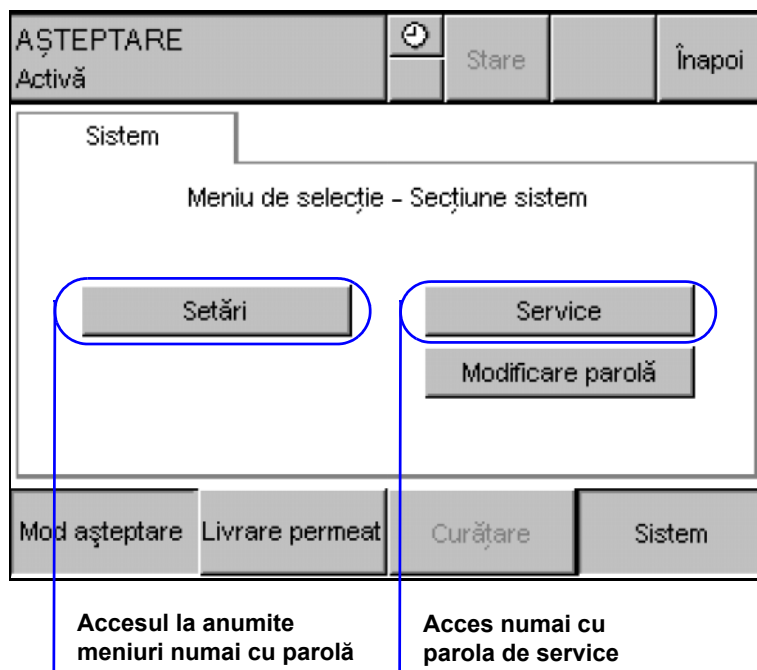 AȘTEPTARE
Activă
Stare
Înapoi
Sistem
Meniu de selecție – Secțiune sistem
Setări
Service
Modificare parolă
Mod aşteptare
Livrare permeat
Curățare
Sistem
Accesul la anumite
meniuri numai cu parolă
Acces numai cu
parola de service